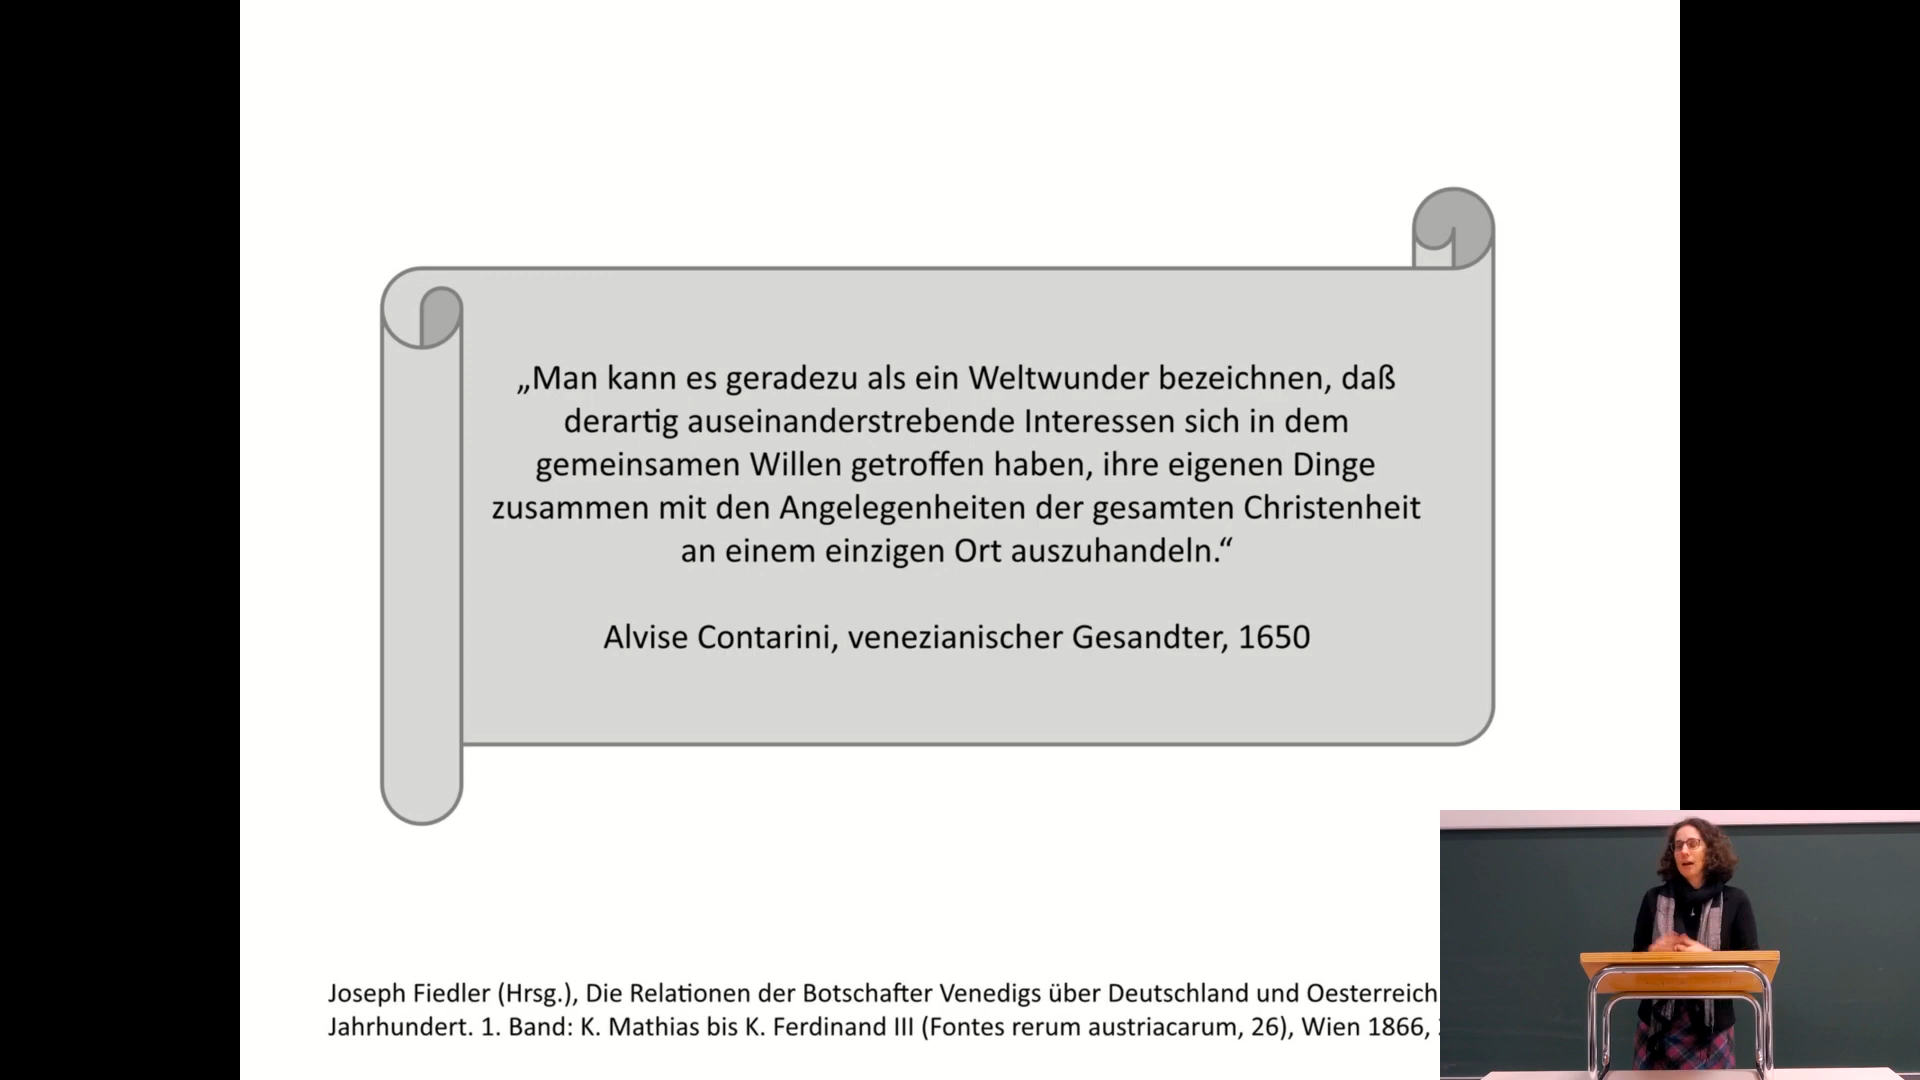 „Man kann es geradezu als ein Weltwunder bezeichnen, daß
derartig auseinanderstrebende Interessen sich in dem
gemeinsamen Willen getroffen haben, ihre eigenen Dinge
zusammen mit den Angelegenheiten der gesamten Christenheit
an einem einzigen Ort auszuhandeln.“
Alvise Contarini, venezianischer Gesandter, 1650
Joseph Fiedler (Hrsg.), Die Relationen der Botschafter Venedigs über Deutschland und Oesterreich
Jahrhundert. 1. Band: K. Mathias bis K. Ferdinand III (Fontes rerum austriacarum, 26), Wien 1866,